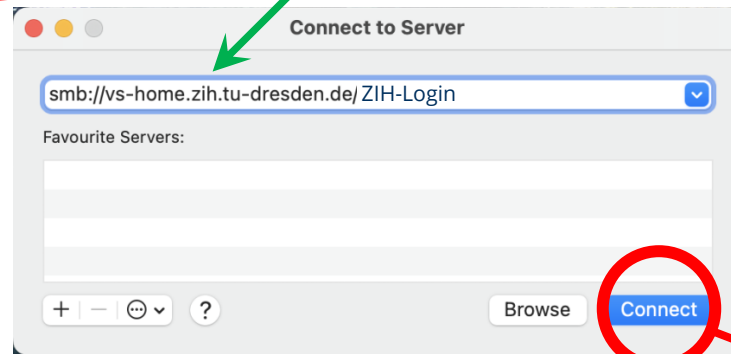 Connect to Server
smb://vs-home.zih.tu-dresden.de/ ZIH-Login
Favourite Servers:
+ − ?
Browse Connect